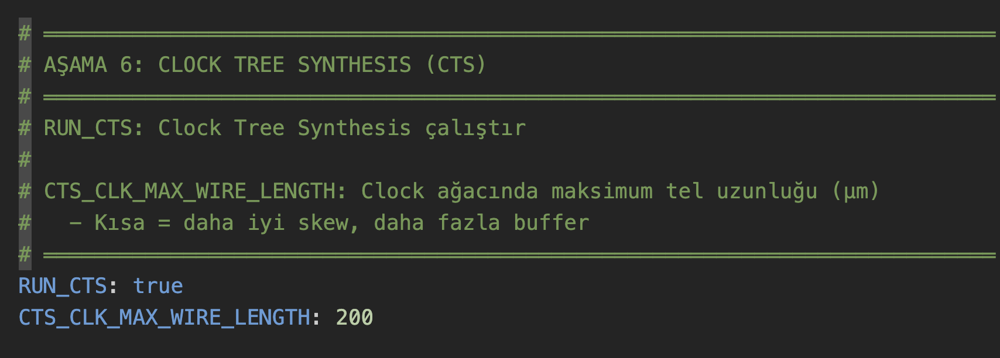 # ═══════════════════════════════════════════════════════════════════════════
# AŞAMA 6: CLOCK TREE SYNTHESIS (CTS)
# ═══════════════════════════════════════════════════════════════════════════
# RUN_CTS: Clock Tree Synthesis çalıştır
#
# CTS_CLK_MAX_WIRE_LENGTH: Clock ağacında maksimum tel uzunluğu (µm)
#   - Kısa = daha iyi skew, daha fazla buffer
# ═══════════════════════════════════════════════════════════════════════════
RUN_CTS: true
CTS_CLK_MAX_WIRE_LENGTH: 200